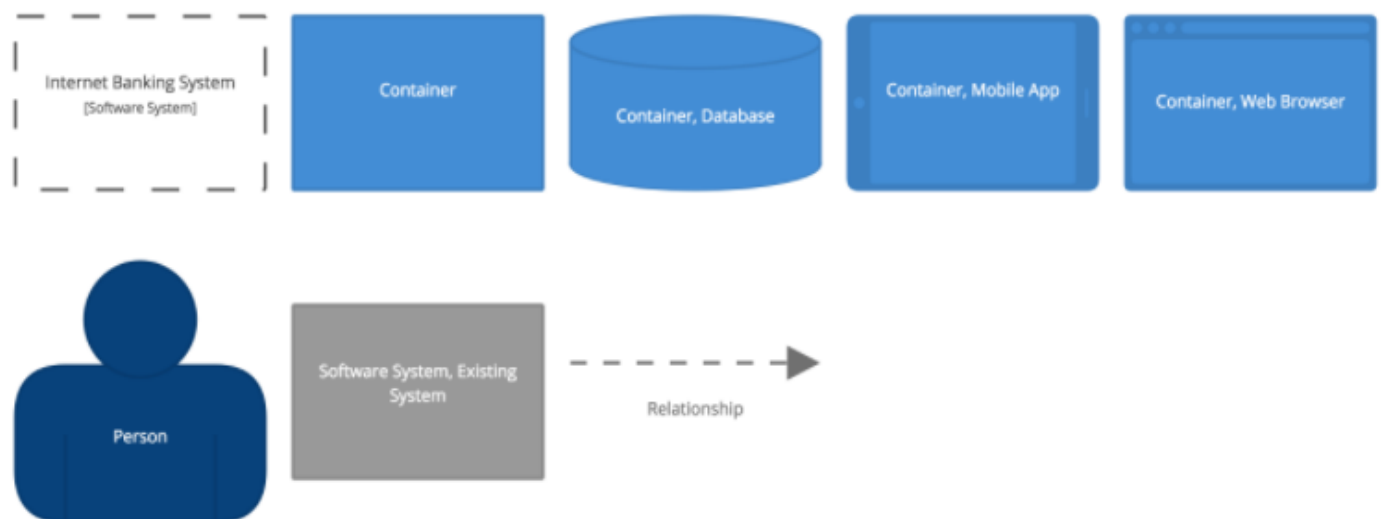 Internet Banking System
[Software System]
Container
Container, Database
Container, Mobile App
Container, Web Browser
Person
Software System, Existing
System
Relationship